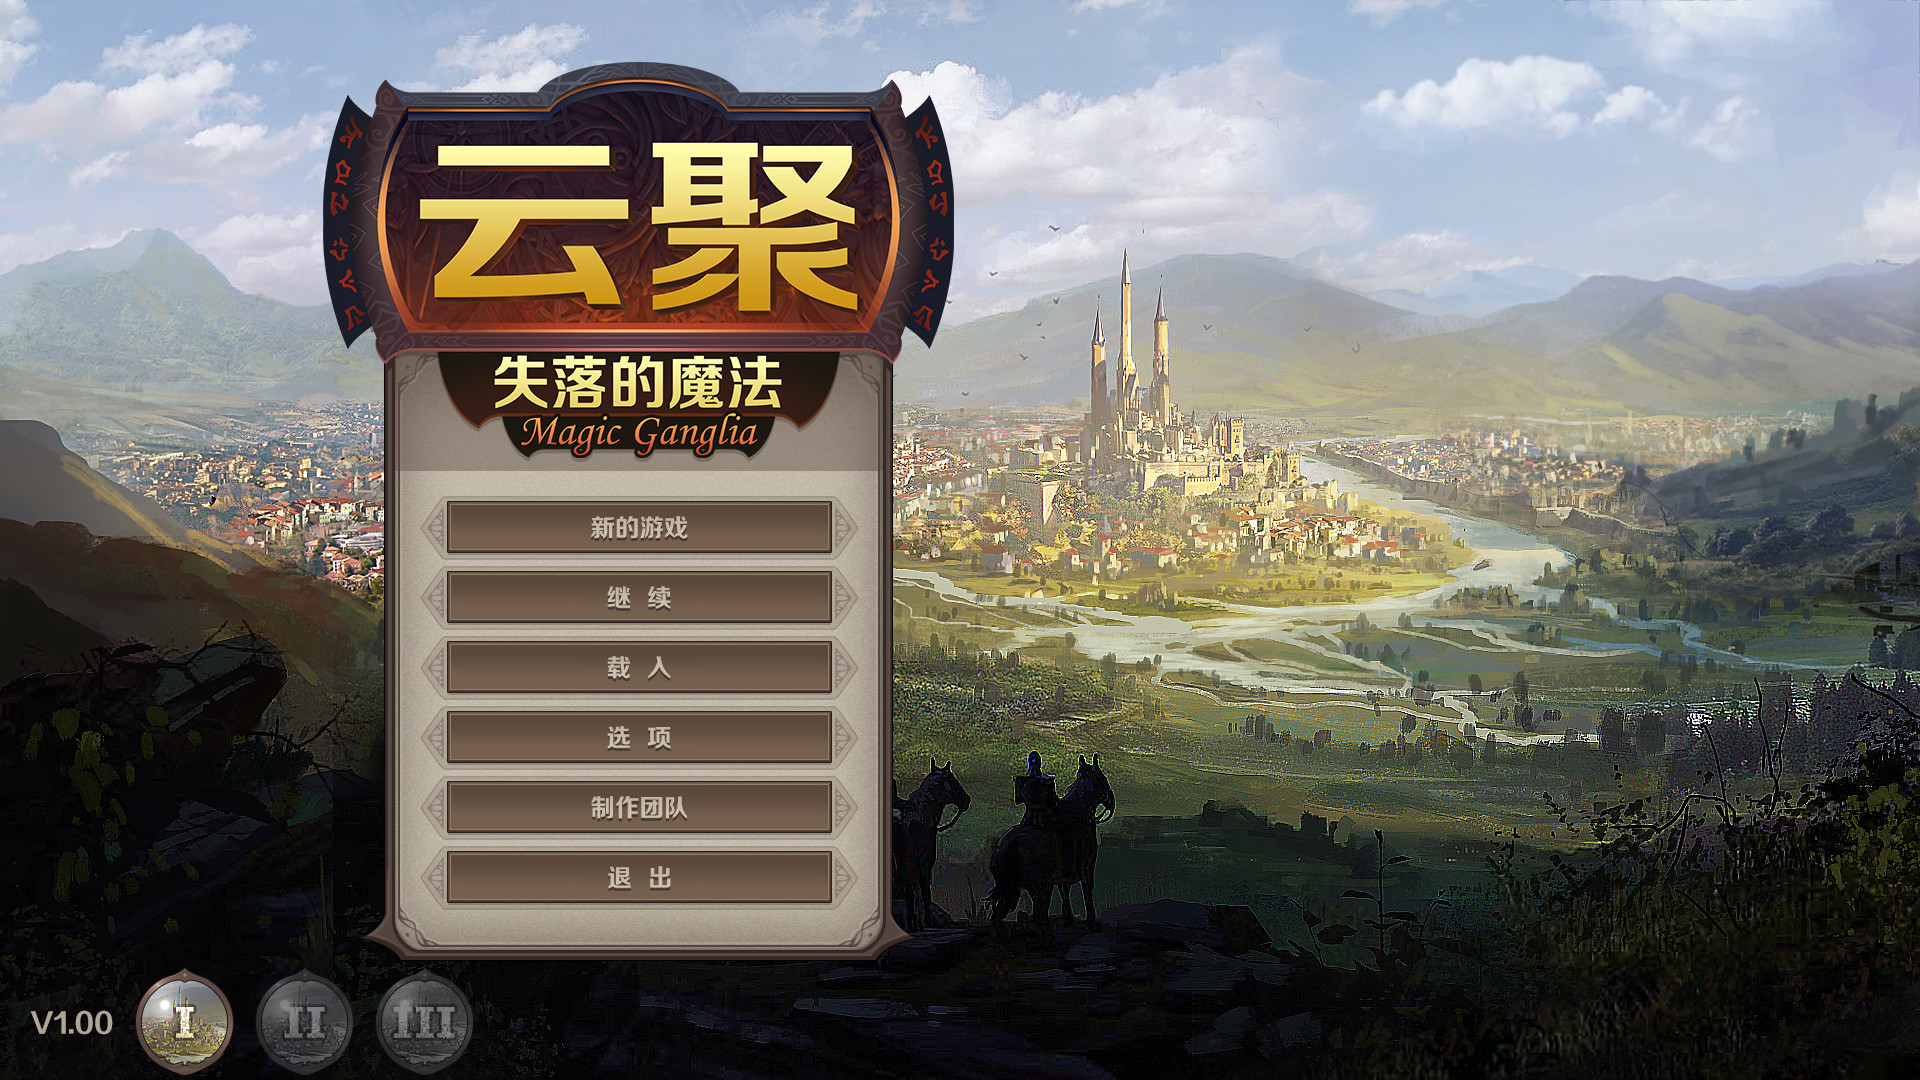 云聚
失落的魔法
Magic Ganglia
新的游戏
继 续
载 入
选 项
制作团队
退 出
V1.00
I
II
III